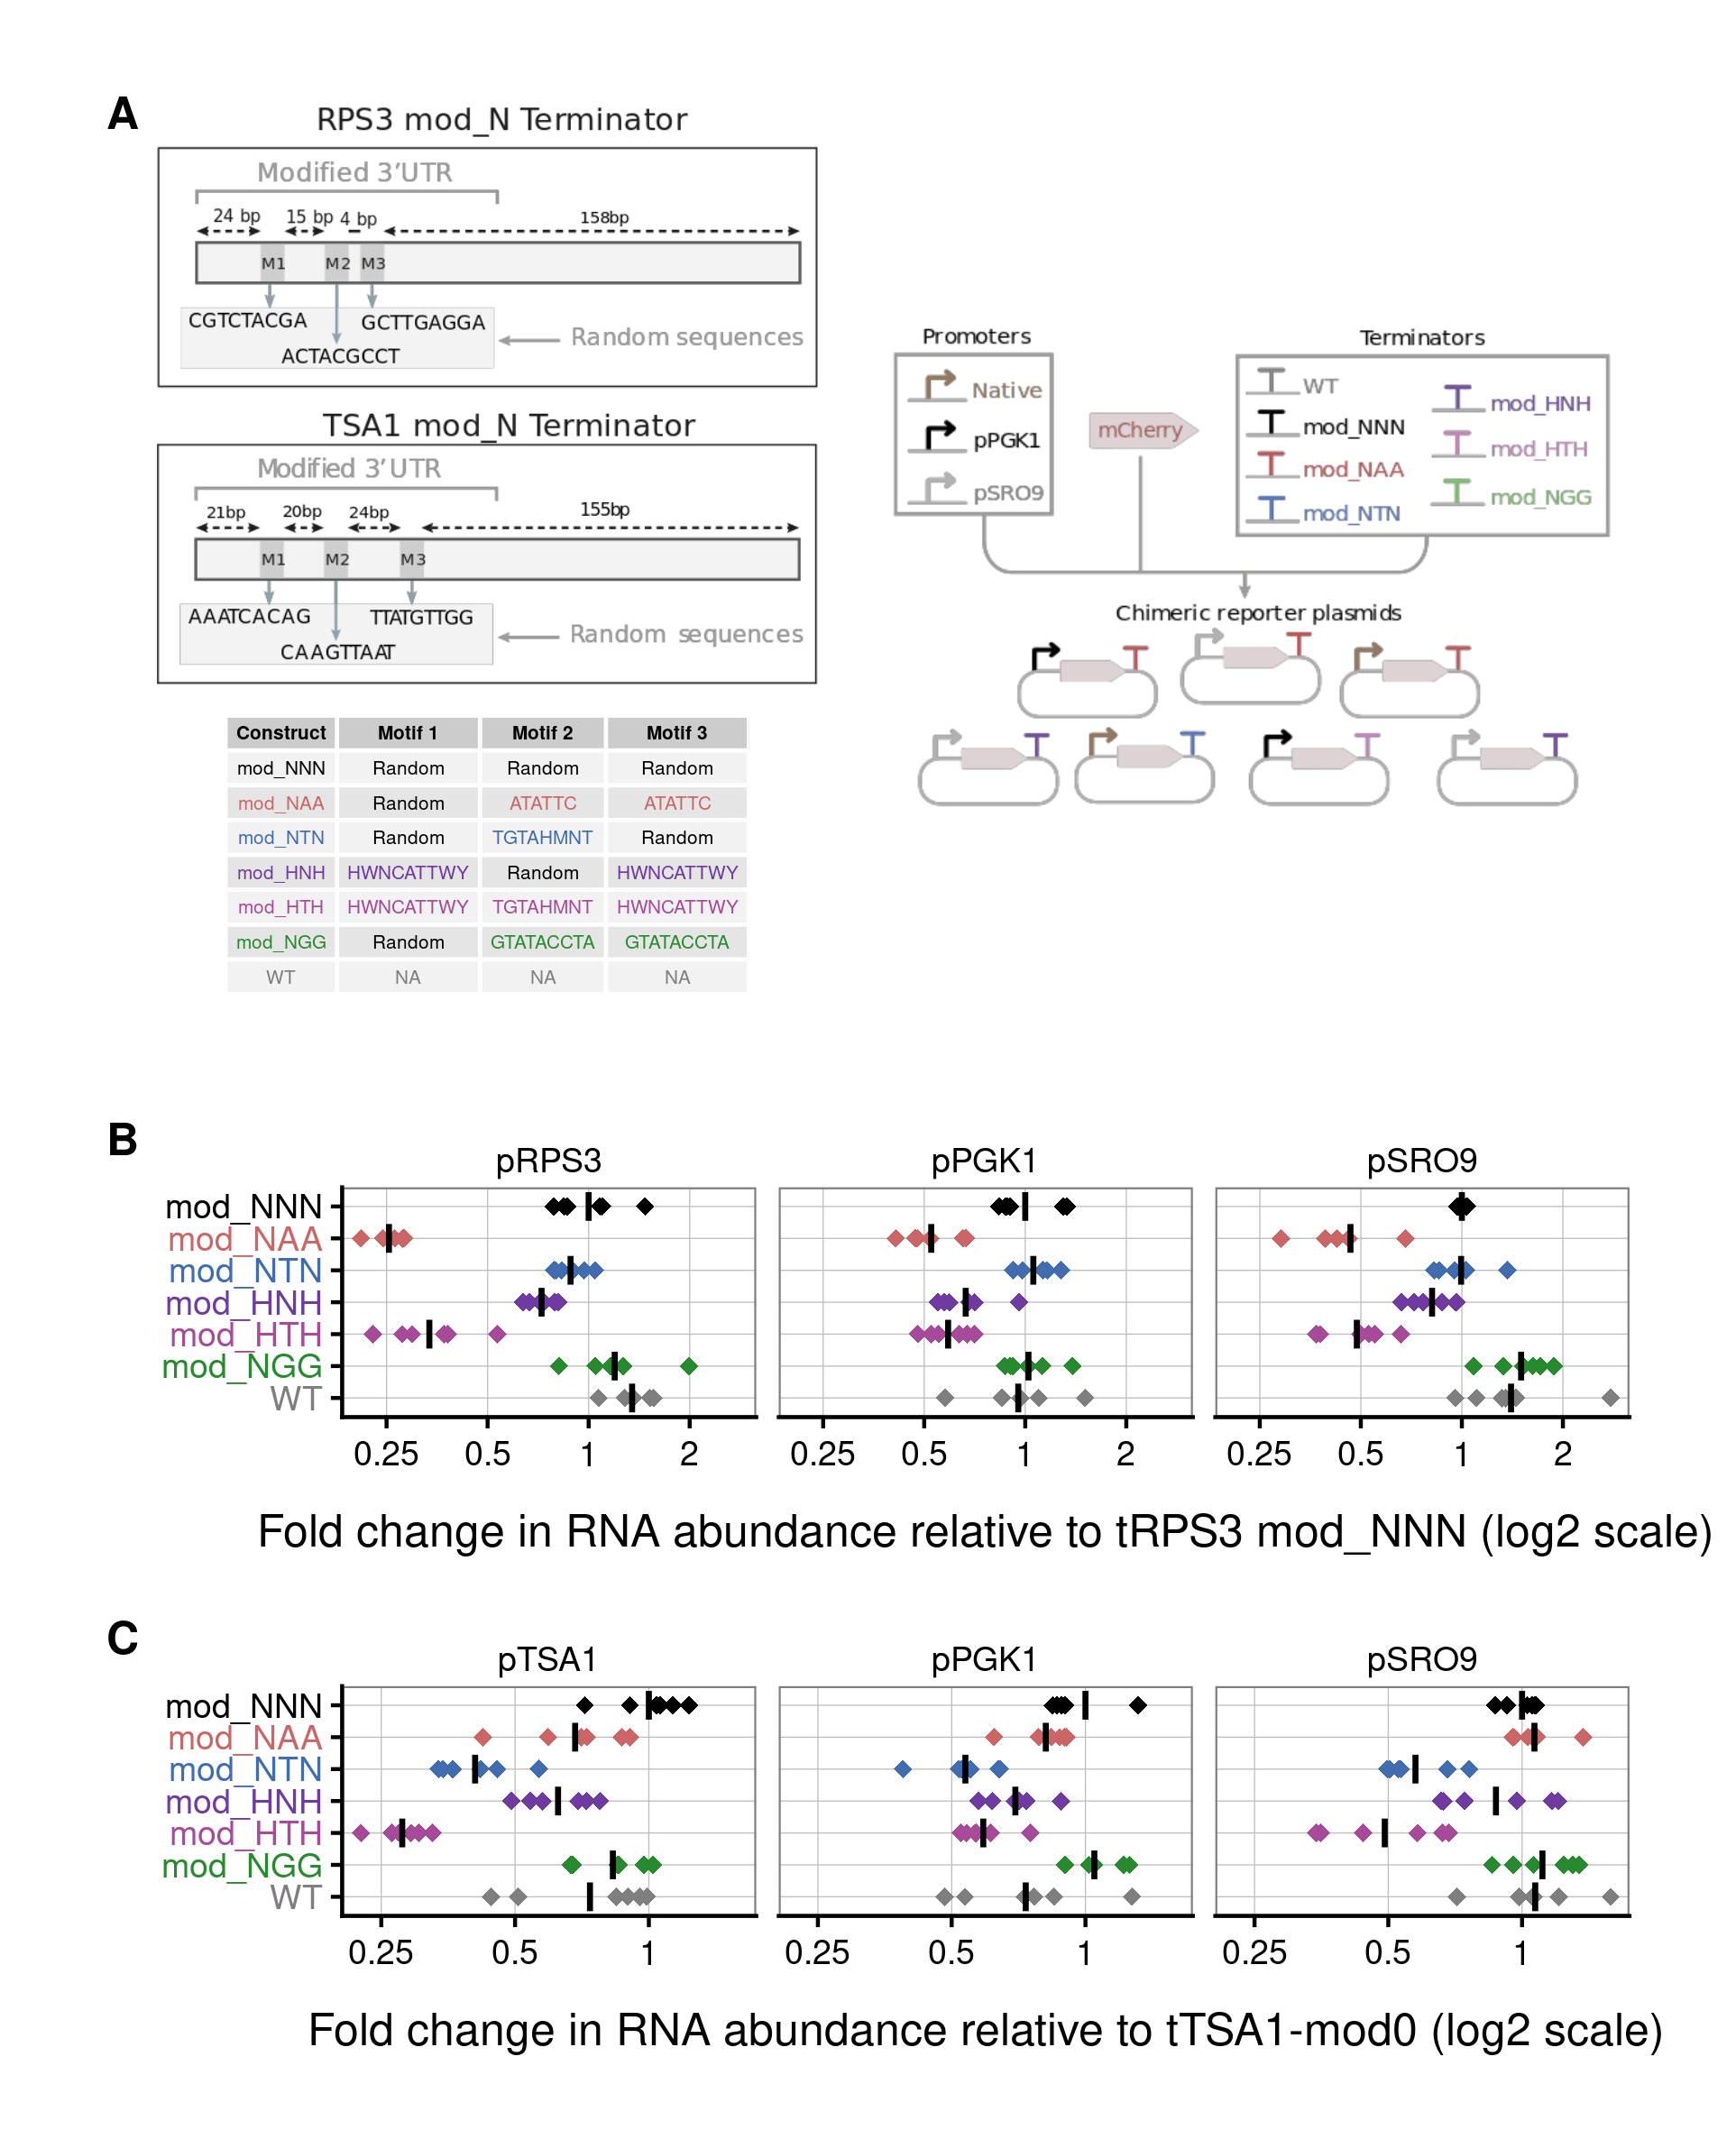 A
RPS3 mod_N Terminator
Modified 3’UTR
24 bp 15 bp 4 bp 158bp
M1 M2 M3
CGTCTACGA GCTTGAGGA
ACTACGCCT
Random sequences
TSA1 mod_N Terminator
Modified 3’UTR
21bp 20bp 24bp 155bp
M1 M2 M3
AAATCACAG TTATGTTGG
CAAGTTAAT
Random sequences
Construct Motif 1 Motif 2 Motif 3
mod_NNN Random Random Random
mod_NAA Random ATATTC ATATTC
mod_NTN Random TGTAHMNT Random
mod_HNH HWNCATTWY Random HWNCATTWY
mod_HTH HWNCATTWY TGTAHMNT HWNCATTWY
mod_NGG Random GTATACCTA GTATACCTA
WT NA NA NA
Promoters
Native
pPGK1
pSRO9
mCherry
Terminators
WT
mod_NNN
mod_NAA
mod_NTN
mod_HNH
mod_HTH
mod_NGG
Chimeric reporter plasmids
B
pRPS3 pPGK1 pSRO9
mod_NNN
mod_NAA
mod_NTN
mod_HNH
mod_HTH
mod_NGG
WT
0.25 0.5 1 2 0.25 0.5 1 2 0.25 0.5 1 2
Fold change in RNA abundance relative to tRPS3 mod_NNN (log2 scale)
C
pTSA1 pPGK1 pSRO9
mod_NNN
mod_NAA
mod_NTN
mod_HNH
mod_HTH
mod_NGG
WT
0.25 0.5 1 0.25 0.5 1 0.25 0.5 1
Fold change in RNA abundance relative to tTSA1-mod0 (log2 scale)